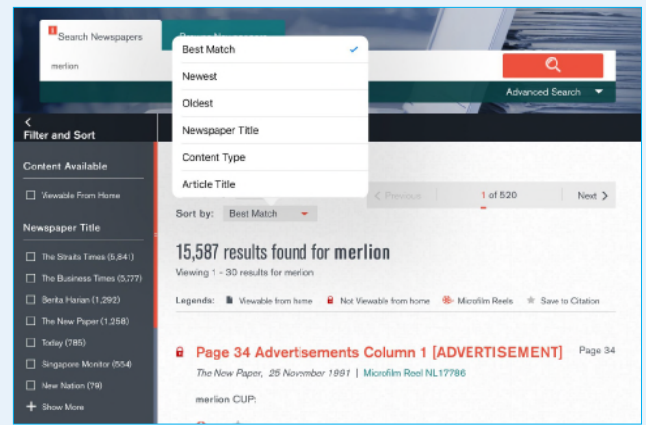 Search Newspapers
merlion
Best Match
Newest
Oldest
Newspaper Title
Content Type
Article Title
Advanced Search
Filter and Sort
Content Available
Viewable From Home
Newspaper Title
The Straits Times (5,841)
The Business Times (5,777)
Berita Harian (1,292)
The New Paper (1,258)
Today (785)
Singapore Monitor (554)
New Nation (79)
Show More
< Previous 1 of 520 Next >
Sort by: Best Match
15,587 results found for merlion
Viewing 1 - 30 results for merlion
Legends: Viewable from home Not Viewable from home Microfilm Reels Save to Citation
Page 34 Advertisements Column 1 [ADVERTISEMENT] Page 34
The New Paper, 25 November 1991 | Microfilm Reel NL17786
merlion CUP: